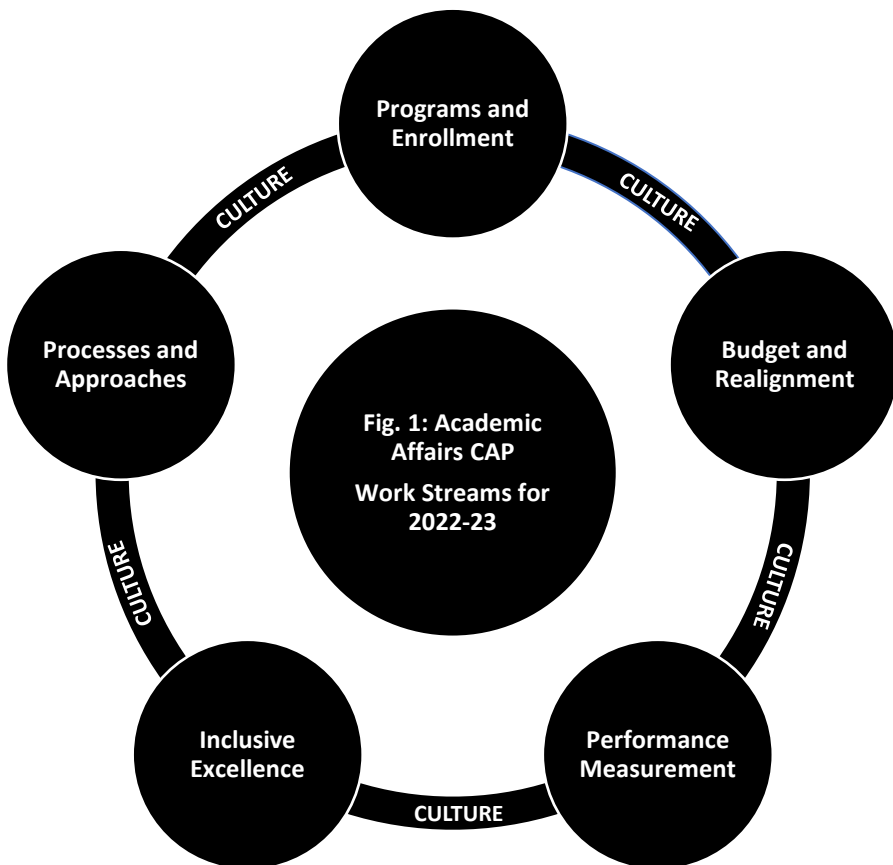 Programs and
Enrollment
CULTURE
CULTURE
Processes and
Approaches
Budget and
Realignment
Fig. 1: Academic
Affairs CAP
Work Streams for
2022-23
CULTURE
CULTURE
Inclusive
Excellence
Performance
Measurement
CULTURE